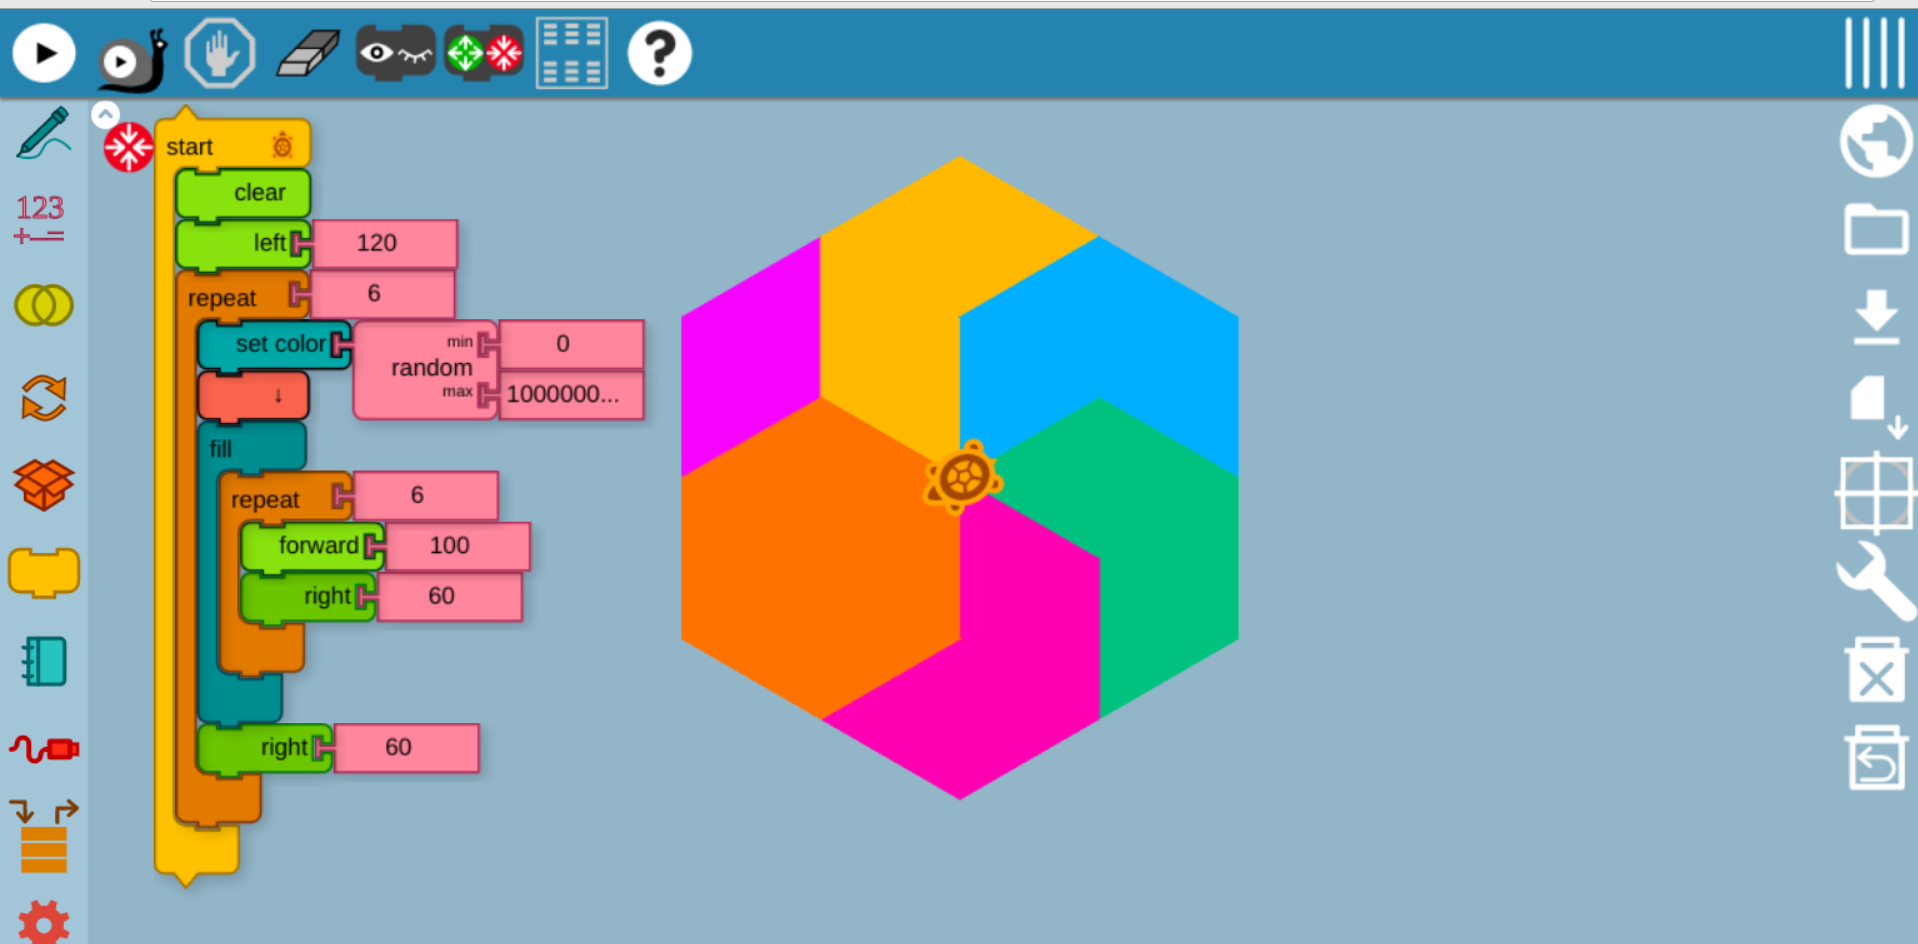 ?
123
+−=
start
clear
left 120
repeat 6
set color random min 0
max 1000000...
↓
fill
repeat 6
forward 100
right 60
right 60